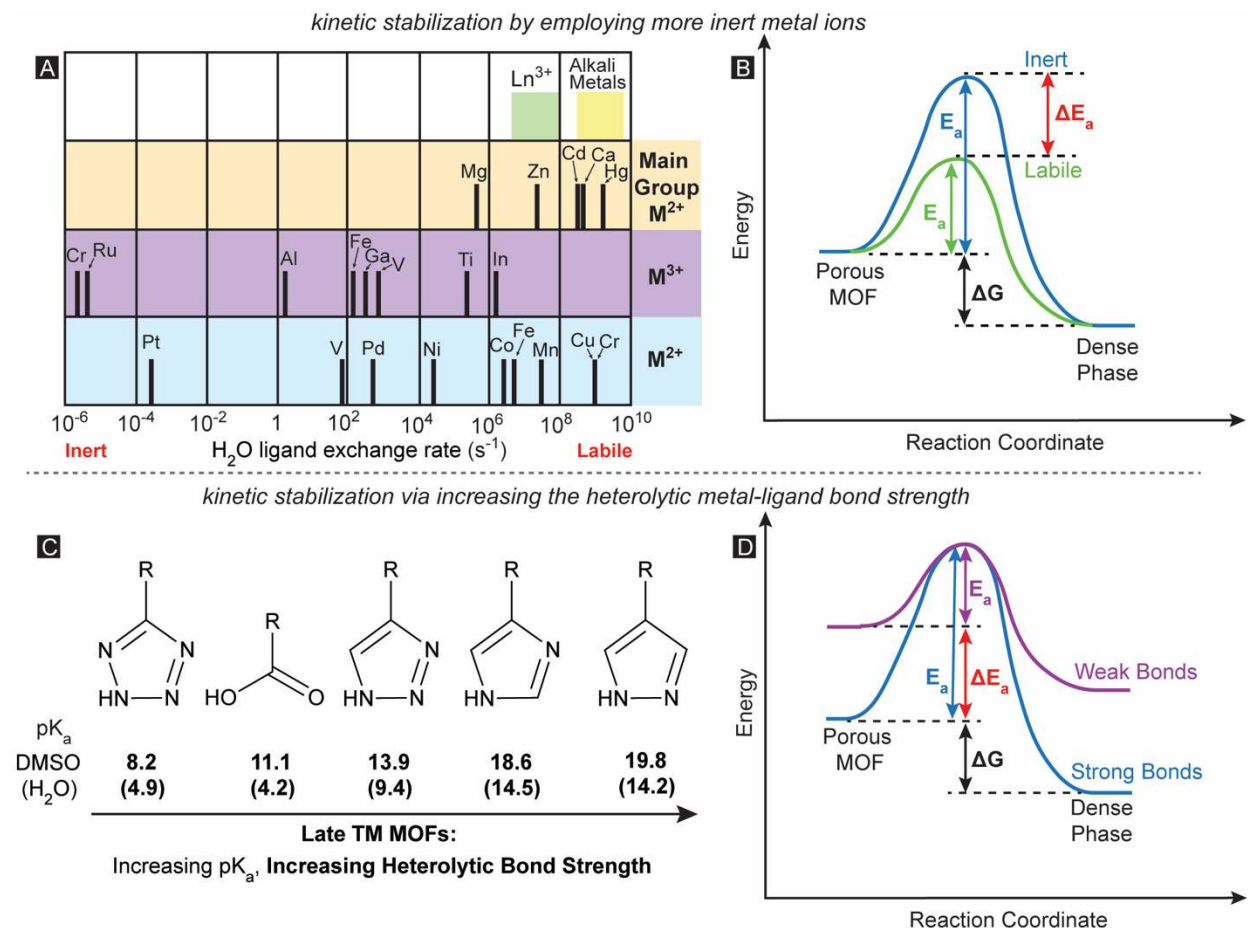 kinetic stabilization by employing more inert metal ions
A
Ln³⁺
Alkali
Metals
Mg
Zn
Cd
Ca
Hg
Main
Group
M²⁺
Cr
Ru
Al
Fe
Ga
V
Ti
In
M³⁺
Pt
V
Pd
Ni
Co
Fe
Mn
Cu
Cr
M²⁺
10⁻⁶ 10⁻⁴ 10⁻² 1 10² 10⁴ 10⁶ 10⁸ 10¹⁰
Inert H₂O ligand exchange rate (s⁻¹) Labile
B
Energy
Inert
Eₐ
ΔEₐ
Labile
Eₐ
Porous
MOF
ΔG
Dense
Phase
Reaction Coordinate
kinetic stabilization via increasing the heterolytic metal-ligand bond strength
C
R R R R R
N N N N
HO O
HN N N HN N HN HN N
pKₐ
DMSO 8.2 11.1 13.9 18.6 19.8
(H₂O) (4.9) (4.2) (9.4) (14.5) (14.2)
Late TM MOFs:
Increasing pKₐ, Increasing Heterolytic Bond Strength
D
Energy
Eₐ
Weak Bonds
Eₐ
ΔEₐ
Porous
MOF
ΔG
Strong Bonds
Dense
Phase
Reaction Coordinate